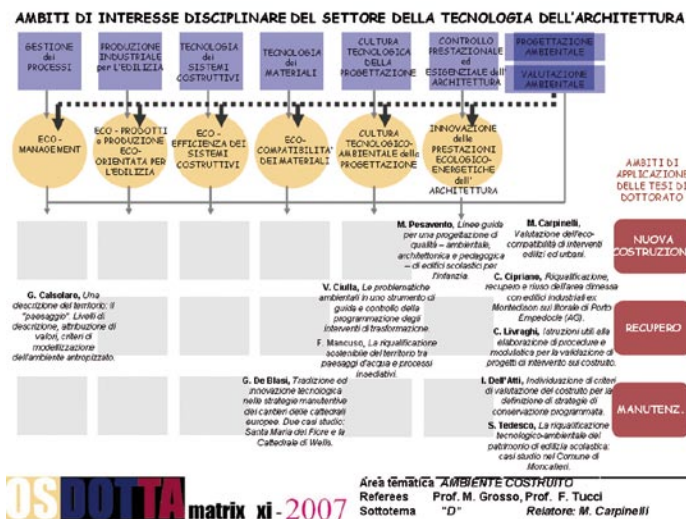 AMBITI DI INTERESSE DISCIPLINARE DEL SETTORE DELLA TECNOLOGIA DELL'ARCHITETTURA
GESTIONE
dei
PROCESSI
PRODUZIONE
INDUSTRIALE
per l'EDILIZIA
TECNOLOGIA
dei
SISTEMI
COSTRUTTIVI
TECNOLOGIA
dei
MATERIALI
CULTURA
TECNOLOGICA
DELLA
PROGETTAZIONE
CONTROLLO
PRESTAZIONALE
ed
ESIGENZIALE dell'
ARCHITETTURA
PROGETTAZIONE
AMBIENTALE
VALUTAZIONE
AMBIENTALE
ECO-
MANAGEMENT
ECO - PRODOTTI
e PRODUZIONE
ECO-
ORIENTATA PER
L'EDILIZIA
ECO-
EFFICIENZA DEI
SISTEMI
COSTRUTTIVI
ECO-
COMPATIBILITA'
DEI MATERIALI
CULTURA
TECNOLOGICO-
AMBIENTALE della
PROGETTAZIONE
INNOVAZIONE
delle
PRESTAZIONI
ECOLOGICO-
ENERGETICHE
dell'
ARCHITETTURA
AMBITI DI
APPLICAZIONE
DELLE TESI DI
DOTTORATO
M. Pesavento, Linee guida
per una progettazione di
qualità – ambientale,
architettonica e pedagogica
– di edifici scolastici per
l'infanzia.
M. Carpinelli,
Valutazione dell'eco-
compatibilità di interventi
edilizi ed urbani.
NUOVA
COSTRUZIONE
G. Calsolaro, Una
descrizione del territorio: il
"paesaggio". Livelli di
descrizione, attribuzione di
valori, criteri di
modellizzazione
dell'ambiente antropizzato.
V. Ciulla, Le problematiche
ambientali in uno strumento di
guida e controllo della
programmazione degli
interventi di trasformazione.
F. Mancuso, La riqualificazione
sostenibile del territorio tra
paesaggi d'acqua e processi
insediativi.
C. Cipriano, Riqualificazione,
recupero e riuso dell'area dimessa
con edifici industriali ex
Montedison sul litorale di Porto
Empedocle (AG).
C. Livraghi, Istruzioni utili alla
elaborazione di procedure e
modulistica per la validazione di
progetti di intervento sul costruito.
RECUPERO
G. De Blasi, Tradizione ed
innovazione tecnologica
nelle strategie manutentive
dei cantieri delle cattedrali
europee. Due casi studio:
Santa Maria del Fiore e la
Cattedrale di Wells.
I. Dell'Atti, Individuazione di criteri
di valutazione del costruito per la
definizione di strategie di
conservazione programmata.
S. Tedesco, La riqualificazione
tecnologico-ambientale del
patrimonio di edilizia scolastica:
casi studio nel Comune di
Moncalieri.
MANUTENZ.
OSDOTTA matrix xi - 2007
Area tematica AMBIENTE COSTRUITO
Referees Prof. M. Grosso, Prof. F. Tucci
Sottotema "D" Relatore: M. Carpinelli